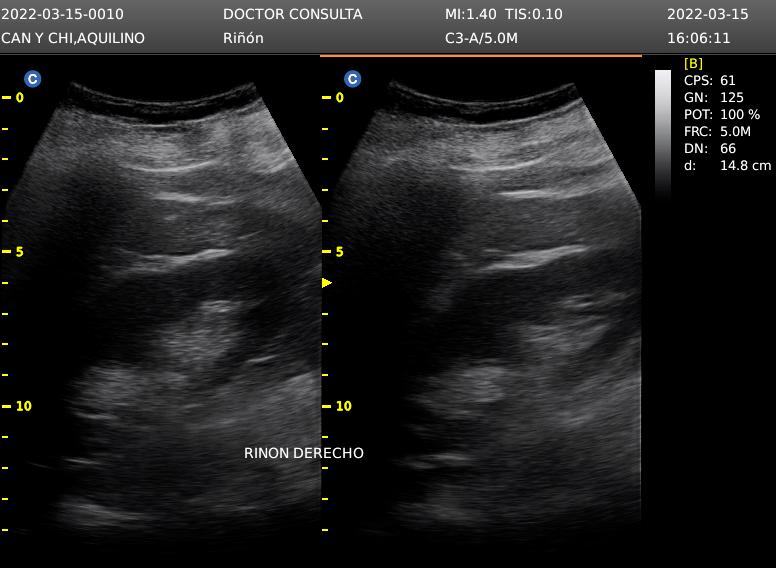 2022-03-15-0010 DOCTOR CONSULTA MI:1.40 TIS:0.10 2022-03-15
CAN Y CHI,AQUILINO Riñón C3-A/5.0M 16:06:11
[B]
C C
0 0
CPS: 61
GN: 125
POT: 100 %
FRC: 5.0M
DN: 66
d: 14.8 cm
5 5
10 10
RINON DERECHO